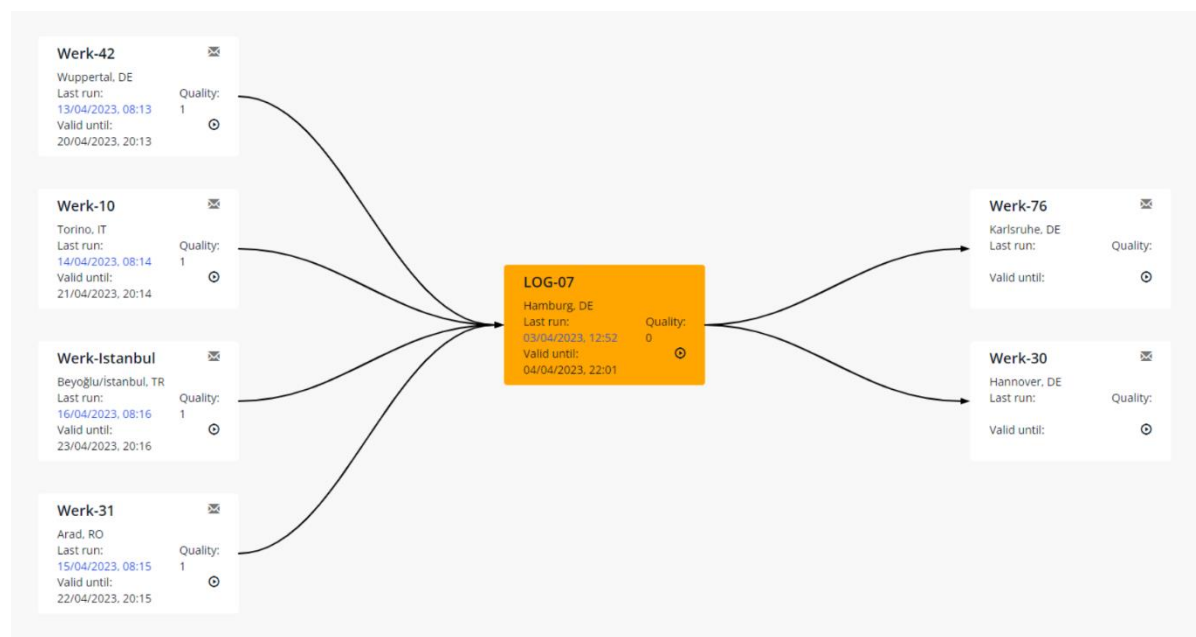 Werk-42
Wuppertal, DE
Last run: Quality:
13/04/2023, 08:13 1
Valid until:
20/04/2023, 20:13
Werk-10
Torino, IT
Last run: Quality:
14/04/2023, 08:14 1
Valid until:
21/04/2023, 20:14
Werk-Istanbul
Beyoğlu/İstanbul, TR
Last run: Quality:
16/04/2023, 08:16 1
Valid until:
23/04/2023, 20:16
Werk-31
Arad, RO
Last run: Quality:
15/04/2023, 08:15 1
Valid until:
22/04/2023, 20:15
LOG-07
Hamburg, DE
Last run: Quality:
03/04/2023, 12:52 0
Valid until:
04/04/2023, 22:01
Werk-76
Karlsruhe, DE
Last run: Quality:
Valid until:
Werk-30
Hannover, DE
Last run: Quality:
Valid until: